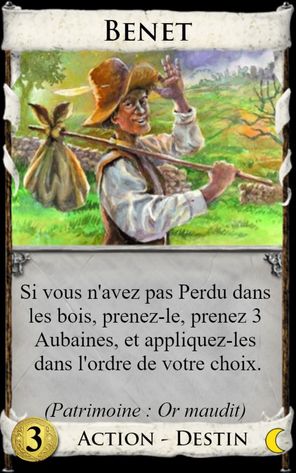 Benet
Si vous n'avez pas Perdu dans
les bois, prenez-le, prenez 3
Aubaines, et appliquez-les
dans l'ordre de votre choix.
(Patrimoine : Or maudit)
3 Action - Destin